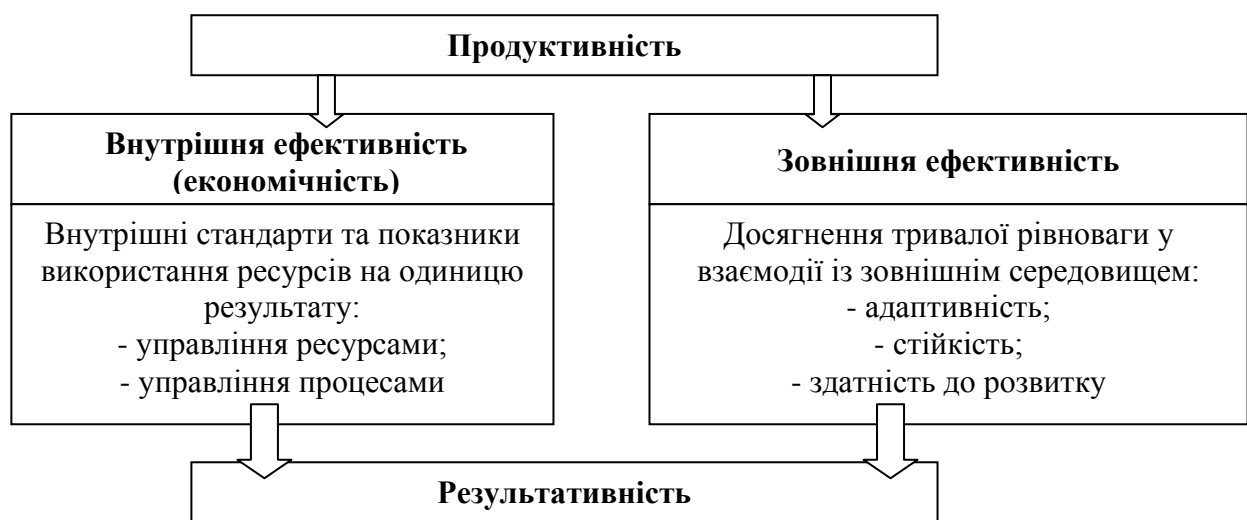 Продуктивність
Внутрішня ефективність
(економічність)
Внутрішні стандарти та показники
використання ресурсів на одиницю
результату:
- управління ресурсами;
- управління процесами
Зовнішня ефективність
Досягнення тривалої рівноваги у
взаємодії із зовнішнім середовищем:
- адаптивність;
- стійкість;
- здатність до розвитку
Результативність